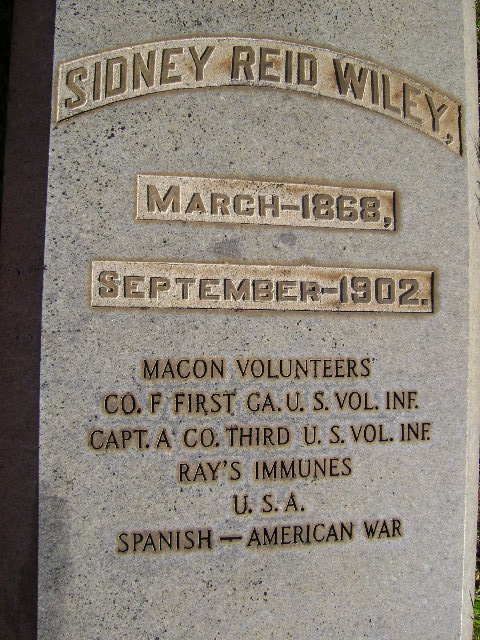 SIDNEY REID WILEY,
MARCH-1868,
SEPTEMBER-1902.
MACON VOLUNTEERS
CO. F FIRST GA. U. S. VOL. INF.
CAPT. A CO. THIRD U. S. VOL. INF.
RAY'S IMMUNES
U. S. A.
SPANISH-AMERICAN WAR